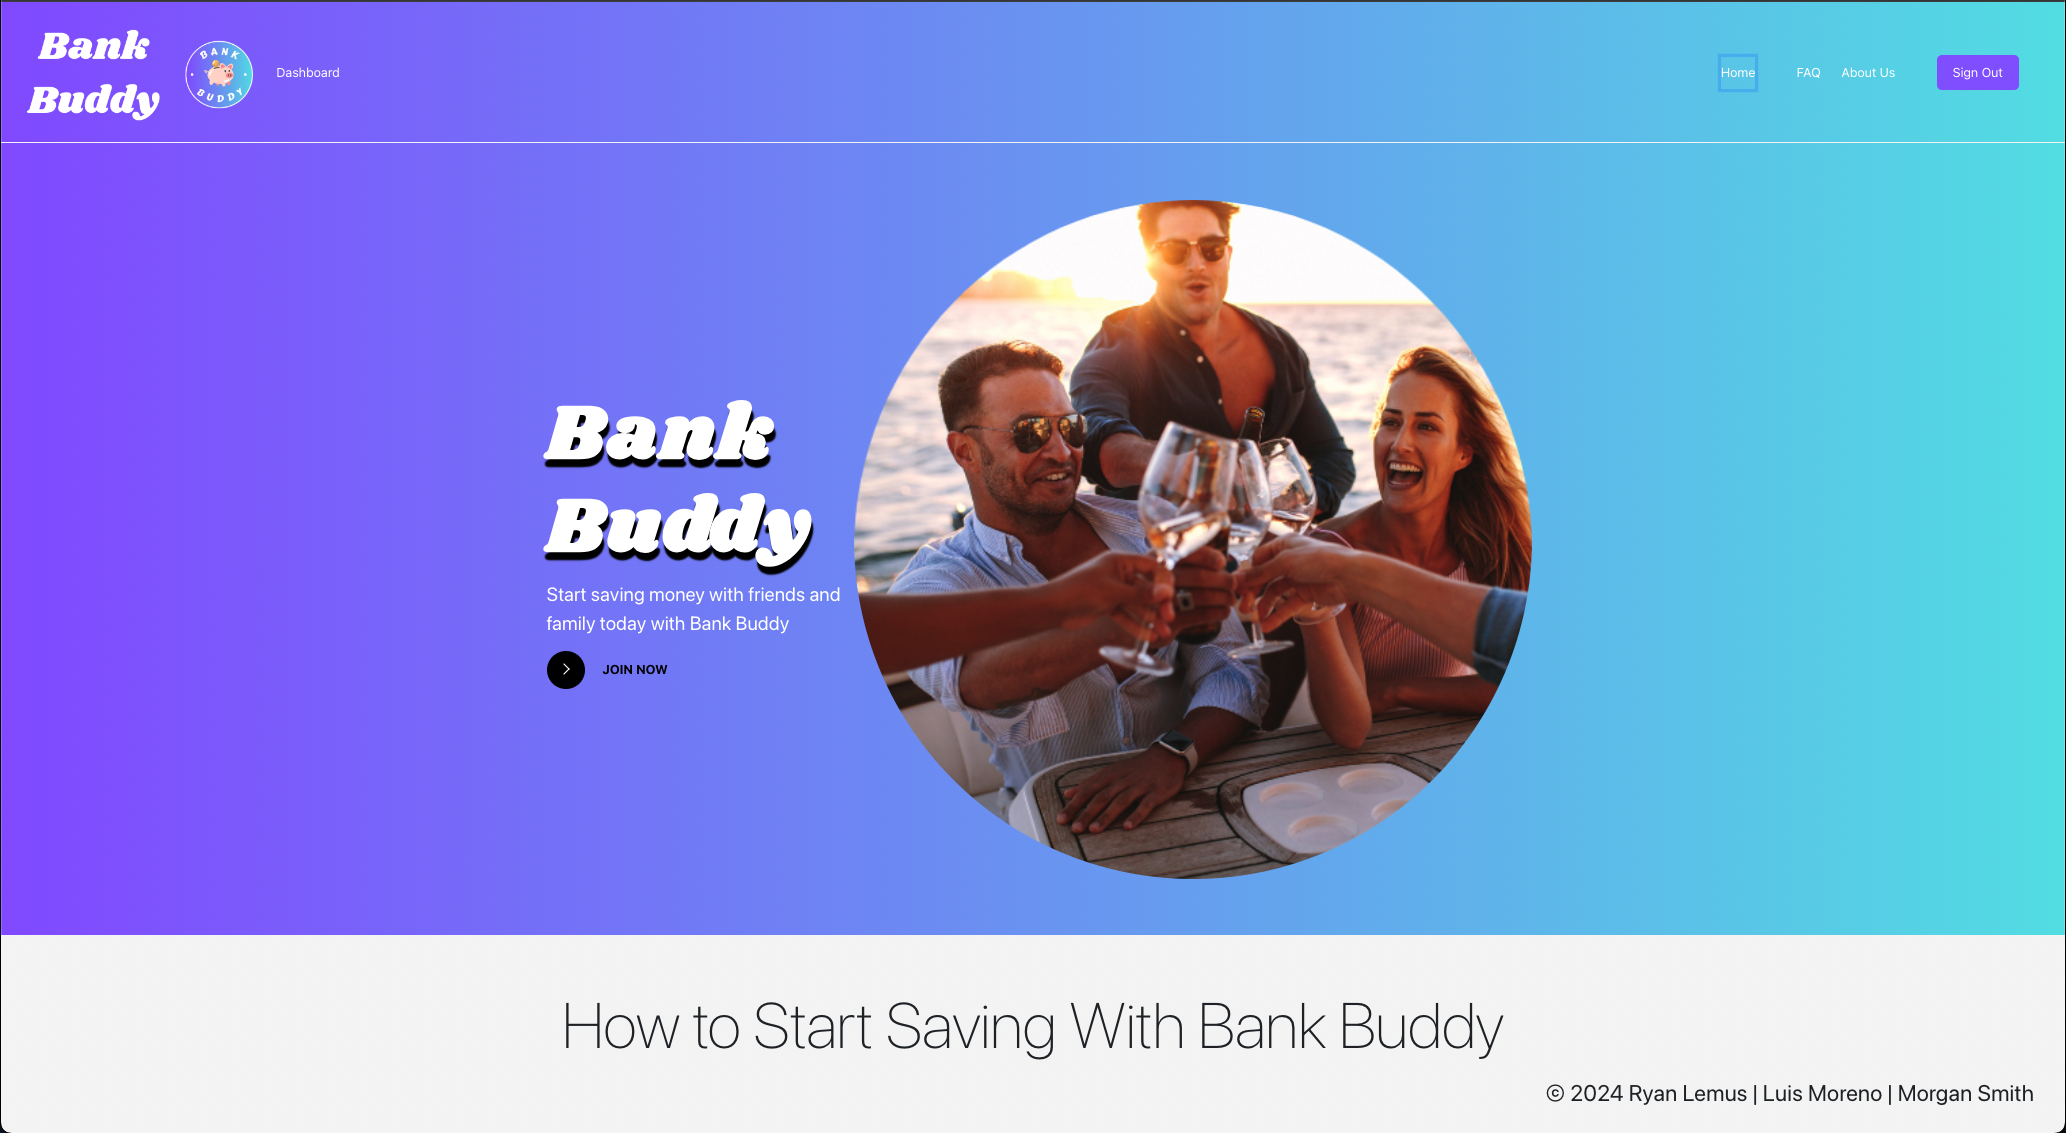 Bank
Buddy
BANK
BUDDY
Dashboard
Home
FAQ
About Us
Sign Out
Bank
Buddy
Start saving money with friends and
family today with Bank Buddy
JOIN NOW
How to Start Saving With Bank Buddy
© 2024 Ryan Lemus | Luis Moreno | Morgan Smith